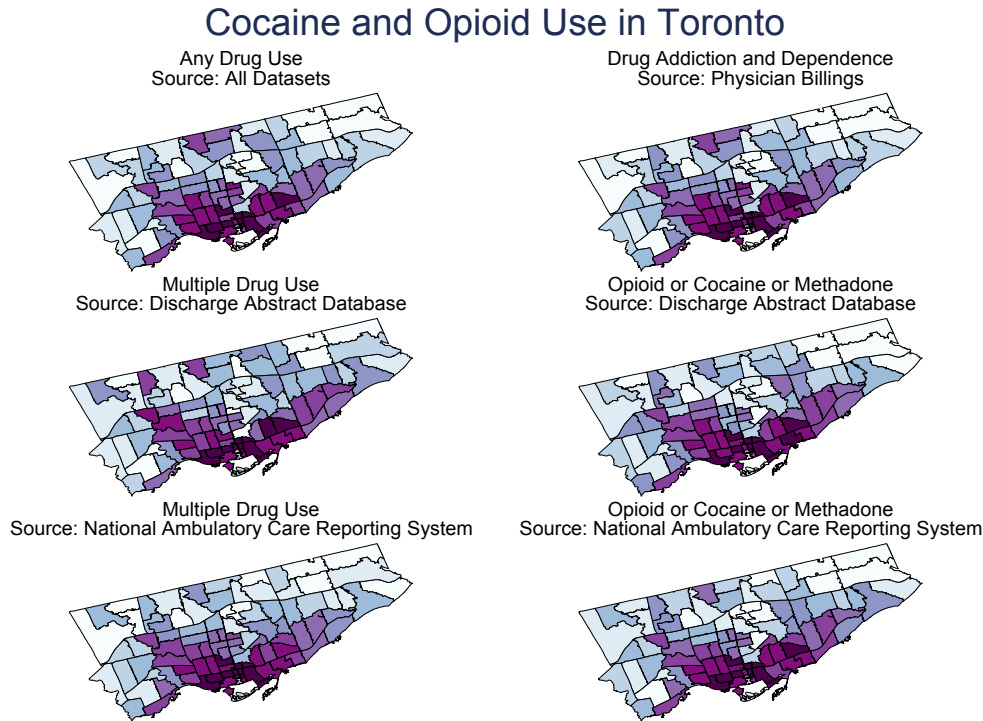 Cocaine and Opioid Use in Toronto
Any Drug Use
Source: All Datasets
Drug Addiction and Dependence
Source: Physician Billings
Multiple Drug Use
Source: Discharge Abstract Database
Opioid or Cocaine or Methadone
Source: Discharge Abstract Database
Multiple Drug Use
Source: National Ambulatory Care Reporting System
Opioid or Cocaine or Methadone
Source: National Ambulatory Care Reporting System